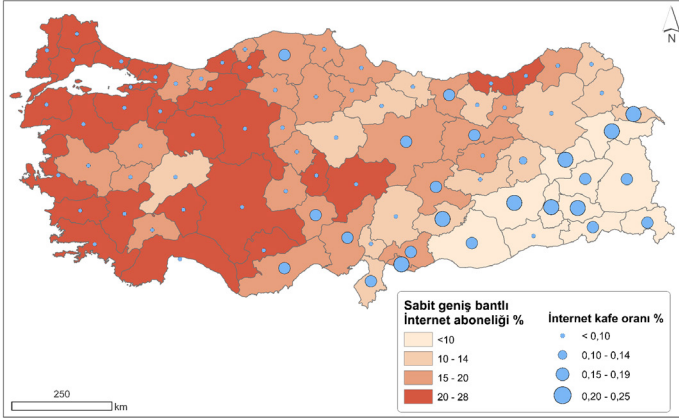 N
Sabit geniş bantlı
İnternet aboneliği %
<10
10 - 14
15 - 20
20 - 28
İnternet kafe oranı %
< 0,10
0,10 - 0,14
0,15 - 0,19
0,20 - 0,25
250
km